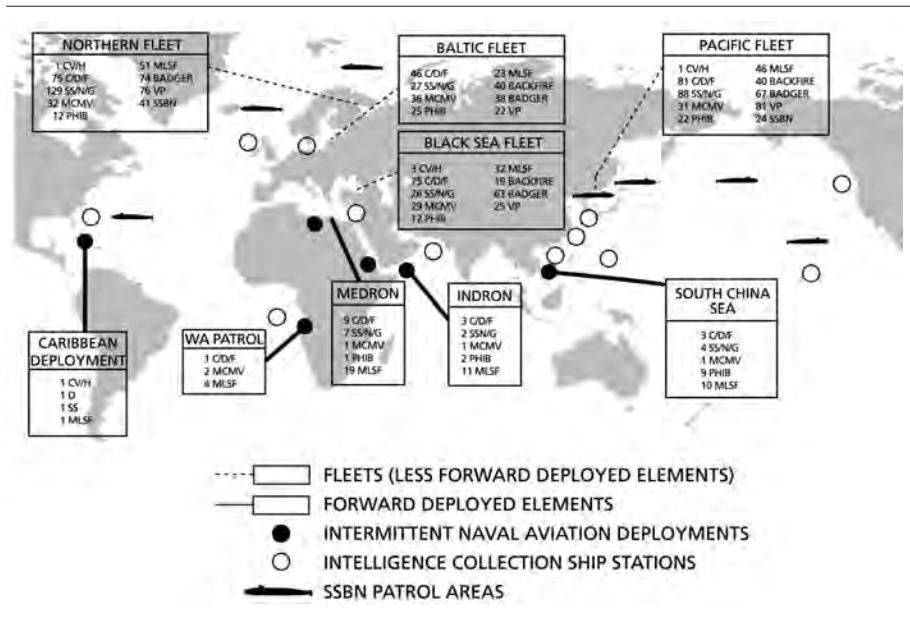 NORTHERN FLEET
1 CV/H 51 MLSF
75 C/D/F 74 BADGER
129 SS/N/G 76 VP
32 MCMV 41 SSBN
12 PHIB
BALTIC FLEET
46 C/D/F 23 MLSF
27 SS/N/G 40 BACKFIRE
36 MCMV 38 BADGER
25 PHIB 22 VP
PACIFIC FLEET
1 CV/H 46 MLSF
81 C/D/F 40 BACKFIRE
88 SS/N/G 67 BADGER
31 MCMV 81 VP
22 PHIB 24 SSBN
BLACK SEA FLEET
3 CV/H 32 MLSF
75 C/D/F 19 BACKFIRE
26 SS/N/G 63 BADGER
29 MCMV 25 VP
12 PHIB
CARIBBEAN
DEPLOYMENT
1 CV/H
1 D
1 SS
1 MLSF
WA PATROL
1 C/D/F
2 MCMV
4 MLSF
MEDRON
9 C/D/F
7 SS/N/G
1 MCMV
1 PHIB
19 MLSF
INDRON
3 C/D/F
2 SSN/G
1 MCMV
2 PHIB
11 MLSF
SOUTH CHINA
SEA
3 C/D/F
4 SS/N/G
1 MCMV
9 PHIB
10 MLSF
FLEETS (LESS FORWARD DEPLOYED ELEMENTS)
FORWARD DEPLOYED ELEMENTS
INTERMITTENT NAVAL AVIATION DEPLOYMENTS
INTELLIGENCE COLLECTION SHIP STATIONS
SSBN PATROL AREAS